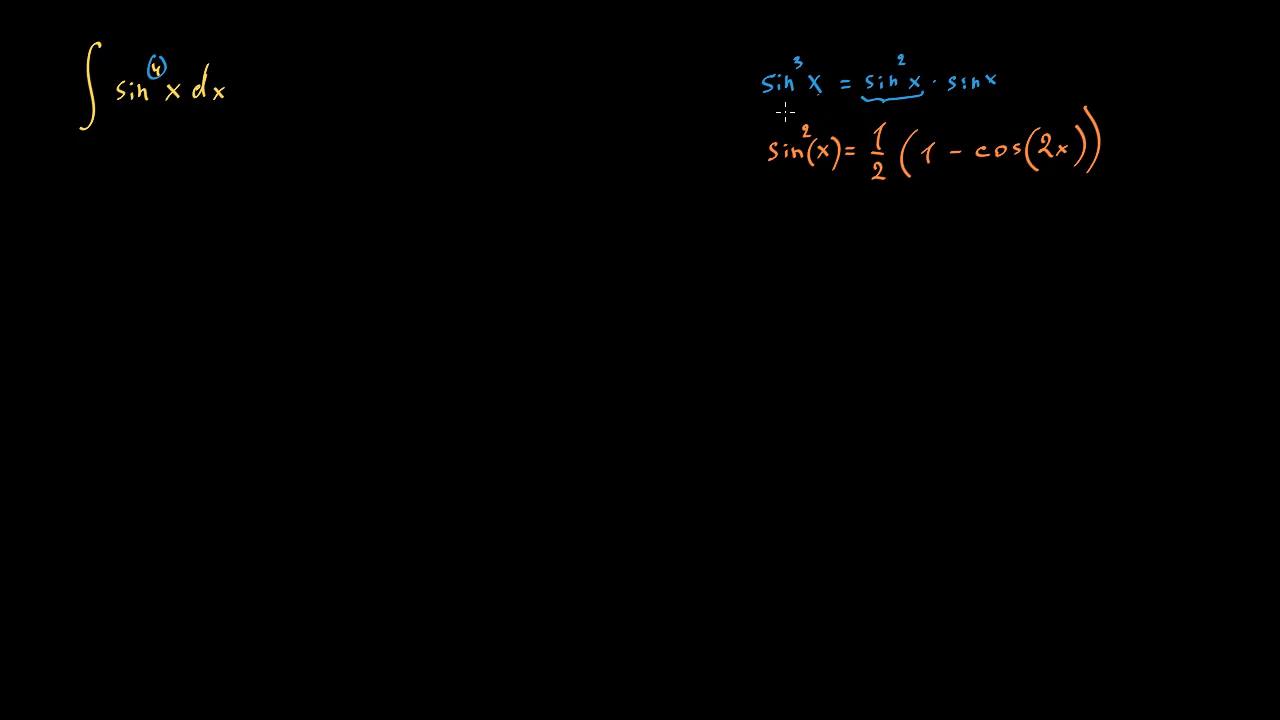 ∫ sin⁴ x dx
sin³ x = sin² x · sin x
sin²(x) = 1/2 (1 - cos(2x))